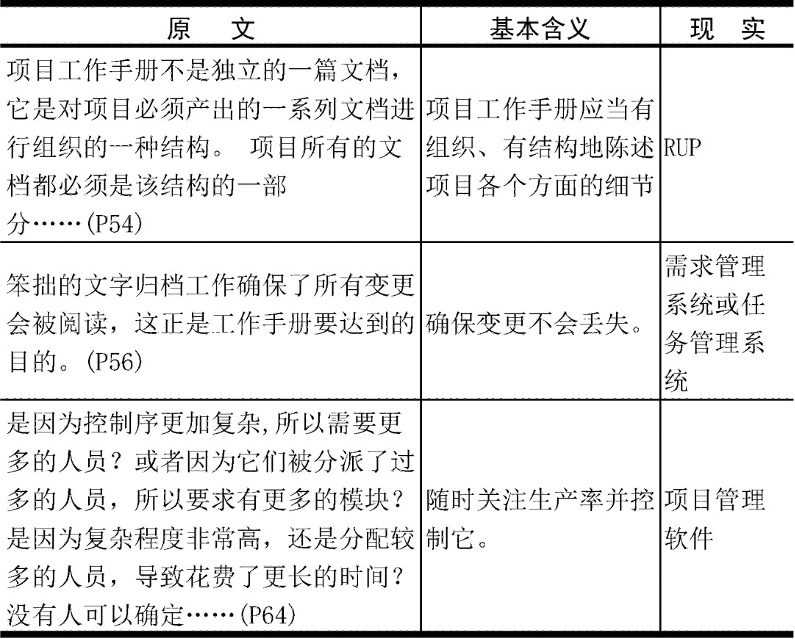 原 文
基本含义
现 实
项目工作手册不是独立的一篇文档,
它是对项目必须产出的一系列文档进
行组织的一种结构。 项目所有的文
档都必须是该结构的一部
分……(P54)
项目工作手册应当有
组织、有结构地陈述
项目各个方面的细节
RUP
笨拙的文字归档工作确保了所有变更
会被阅读，这正是工作手册要达到的
目的。(P56)
确保变更不会丢失。
需求管理
系统或任
务管理系
统
是因为控制序更加复杂,所以需要更
多的人员？或者因为它们被分派了过
多的人员，所以要求有更多的模块？
是因为复杂程度非常高，还是分配较
多的人员，导致花费了更长的时间？
没有人可以确定……(P64)
随时关注生产率并控
制它。
项目管理
软件